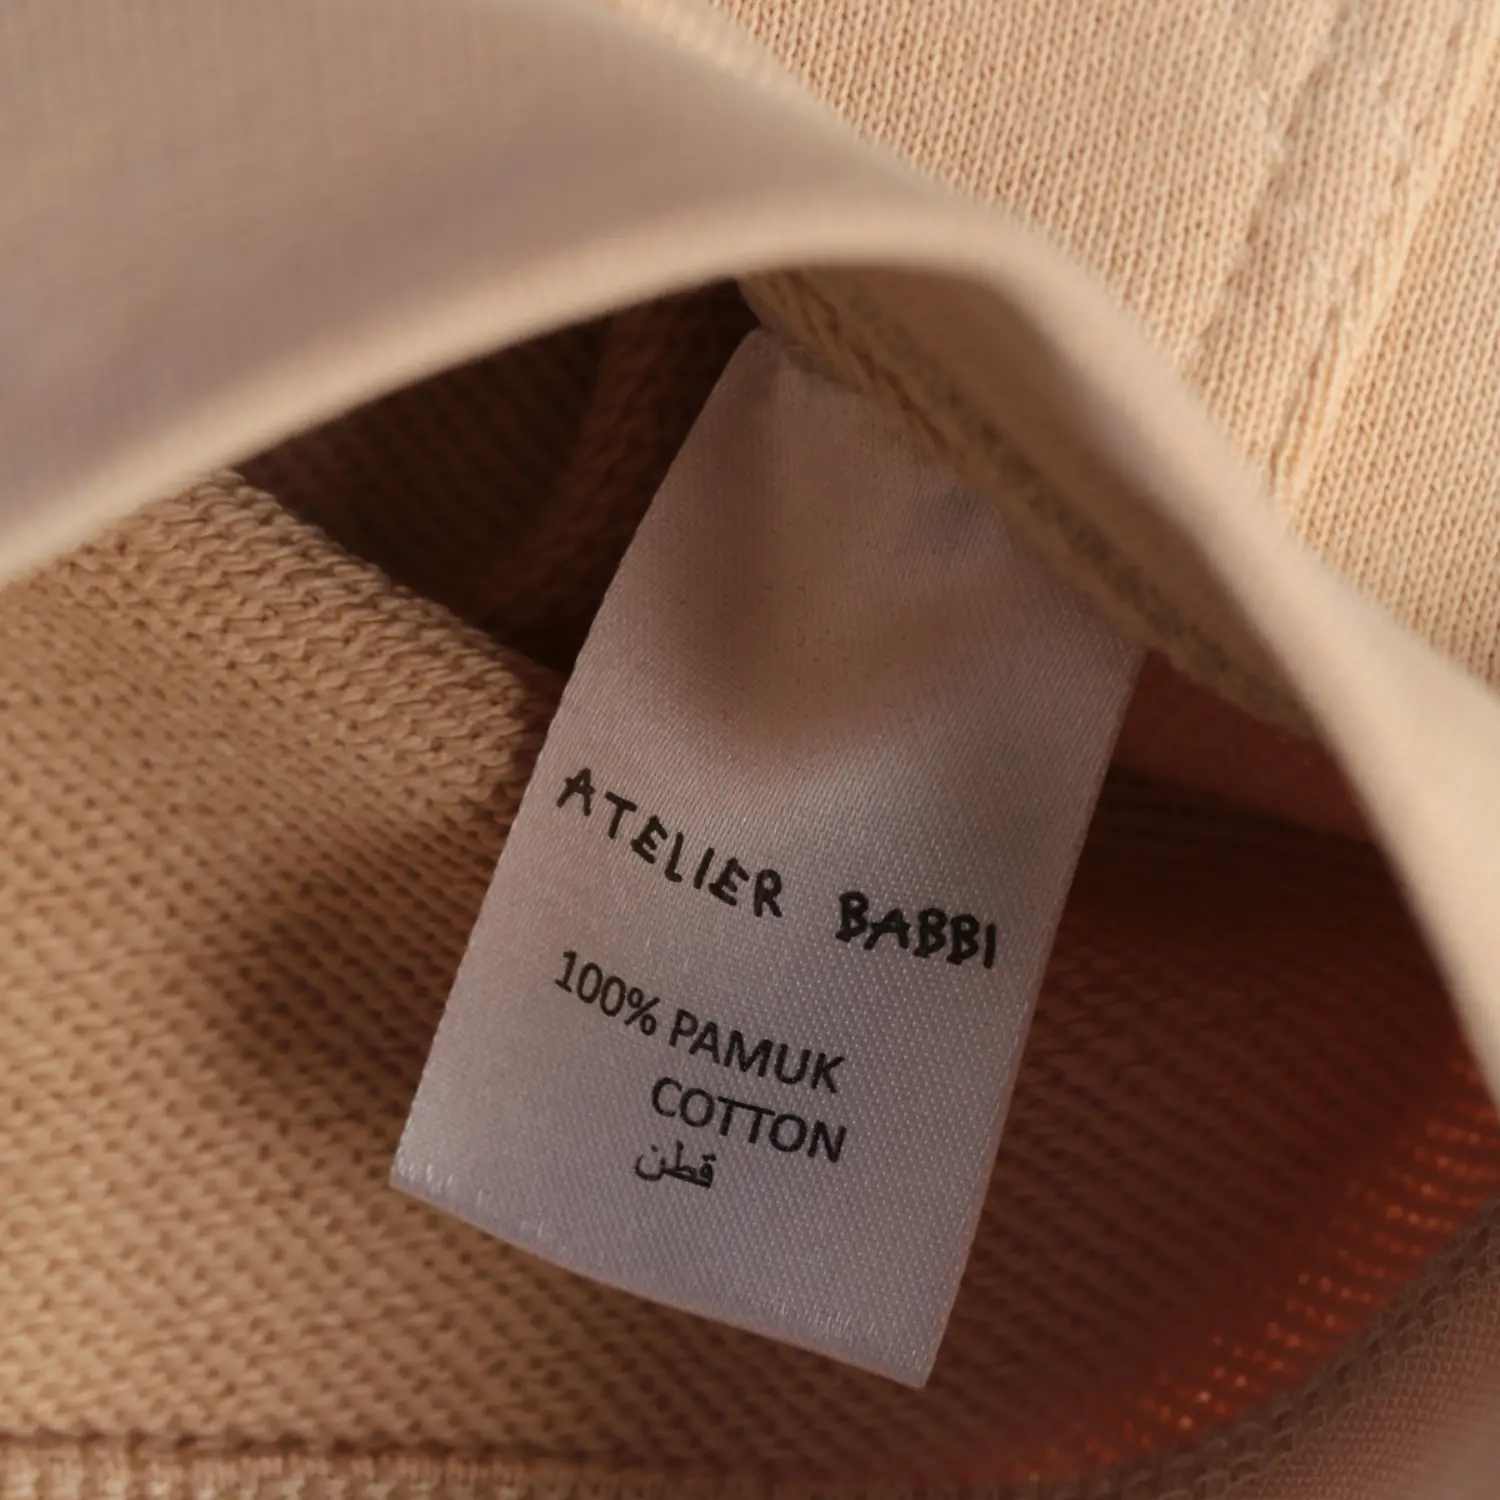 ATELIER BABBI
100% PAMUK
COTTON
قطن